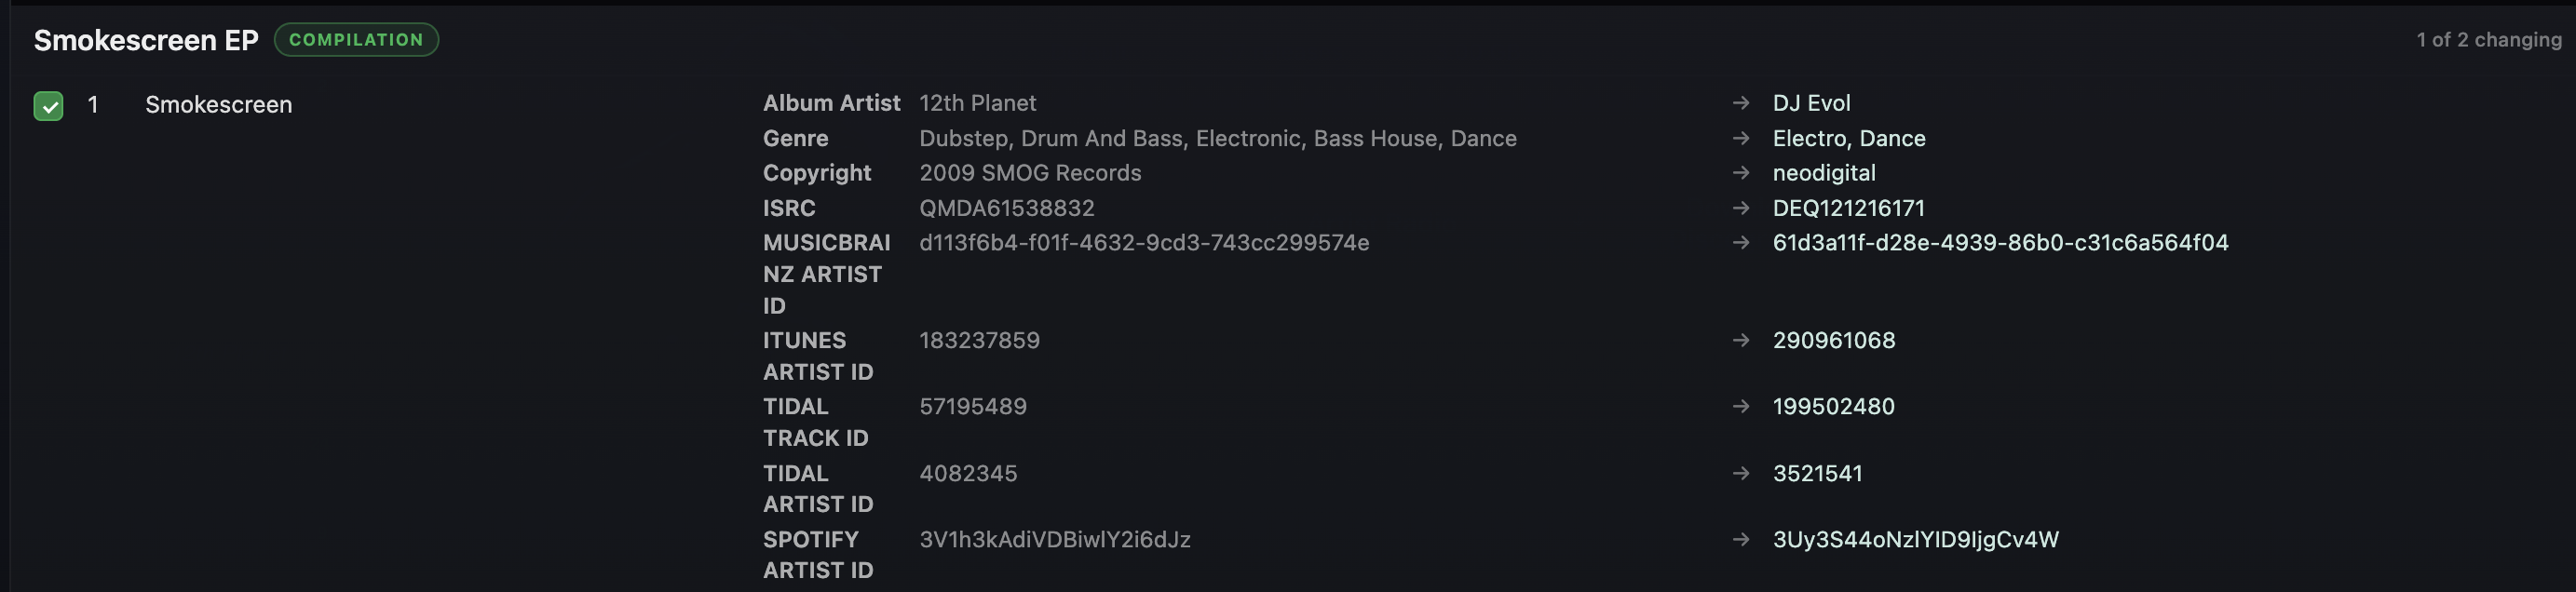 Smokescreen EP COMPILATION 1 of 2 changing
1 Smokescreen
Album Artist 12th Planet → DJ Evol
Genre Dubstep, Drum And Bass, Electronic, Bass House, Dance → Electro, Dance
Copyright 2009 SMOG Records → neodigital
ISRC QMDA61538832 → DEQ121216171
MUSICBRAI d113f6b4-f01f-4632-9cd3-743cc299574e → 61d3a11f-d28e-4939-86b0-c31c6a564f04
NZ ARTIST
ID
ITUNES 183237859 → 290961068
ARTIST ID
TIDAL 57195489 → 199502480
TRACK ID
TIDAL 4082345 → 3521541
ARTIST ID
SPOTIFY 3V1h3kAdiVDBiwlY2i6dJz → 3Uy3S44oNzlYlD9ljgCv4W
ARTIST ID